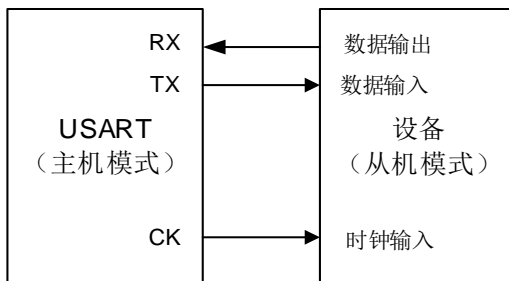 RX
数据输出
TX
数据输入
USART
（主机模式）
设备
（从机模式）
CK
时钟输入